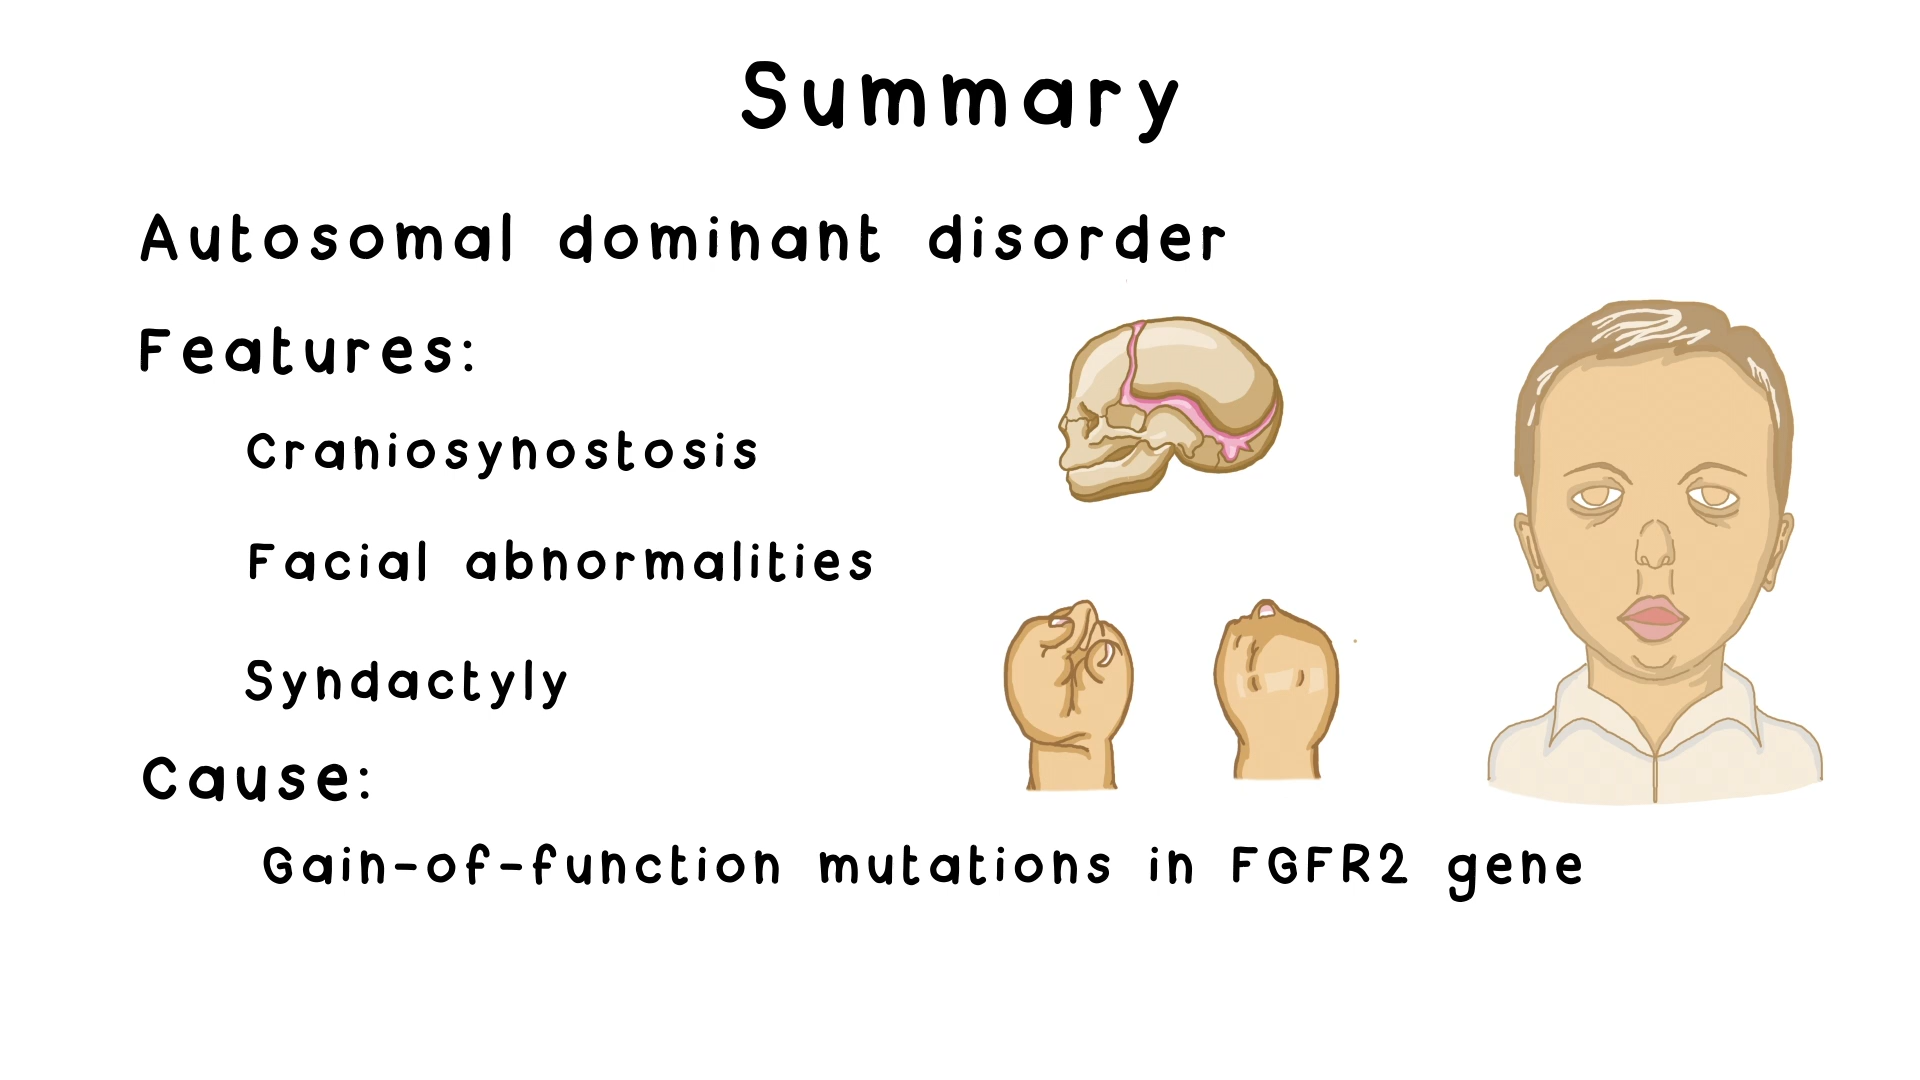 Summary
Autosomal dominant disorder
Features:
Craniosynostosis
Facial abnormalities
Syndactyly
Cause:
Gain-of-function mutations in FGFR2 gene